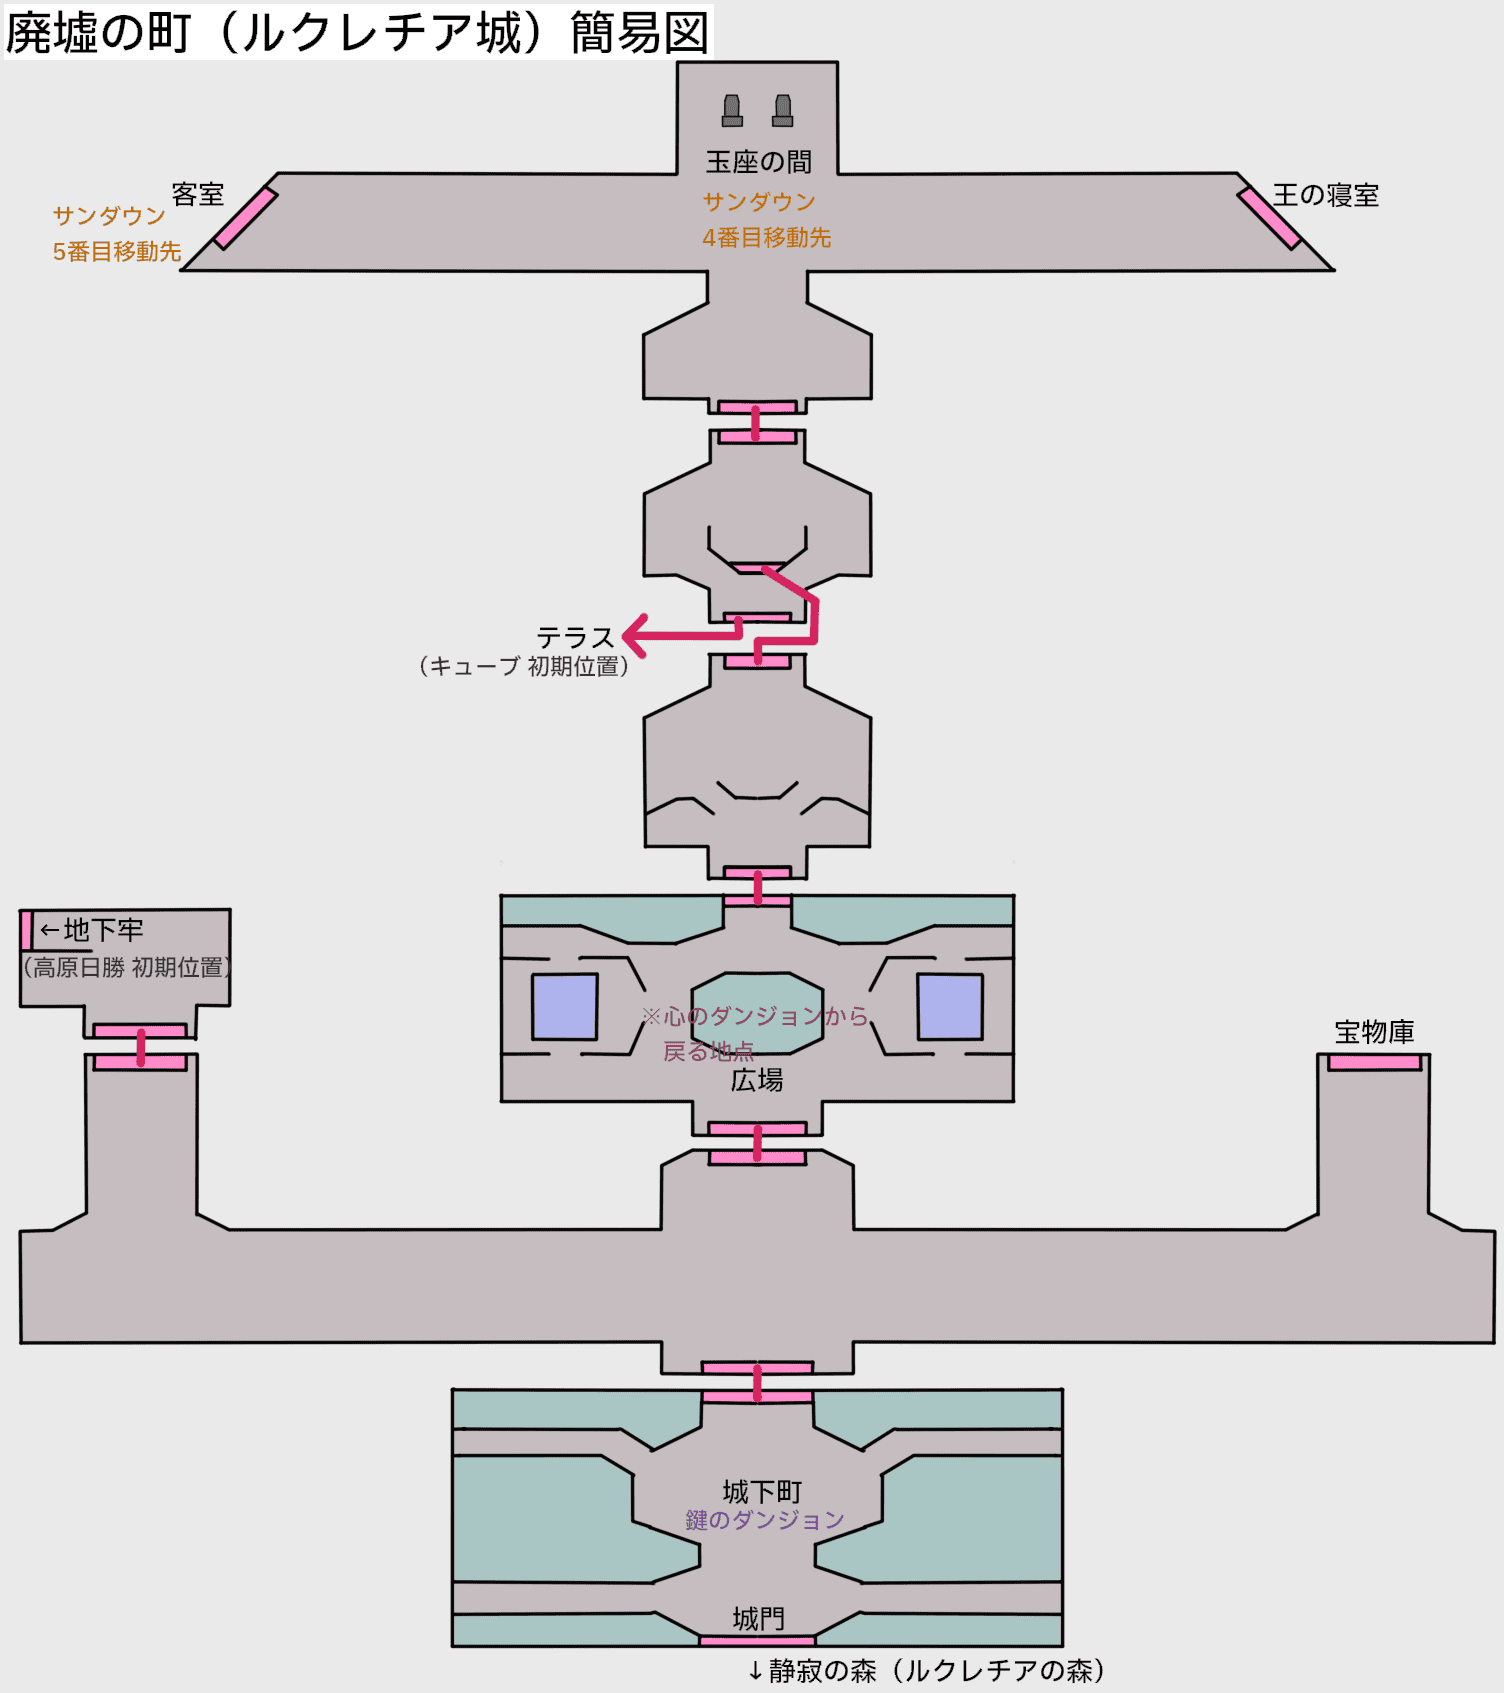 廃墟の町（ルクレチア城）簡易図
玉座の間
サンダウン
4番目移動先
客室
サンダウン
5番目移動先
王の寝室
テラス
（キューブ 初期位置）
←地下牢
（高原日勝 初期位置）
※心のダンジョンから
戻る地点
広場
宝物庫
城下町
鍵のダンジョン
城門
↓静寂の森（ルクレチアの森）